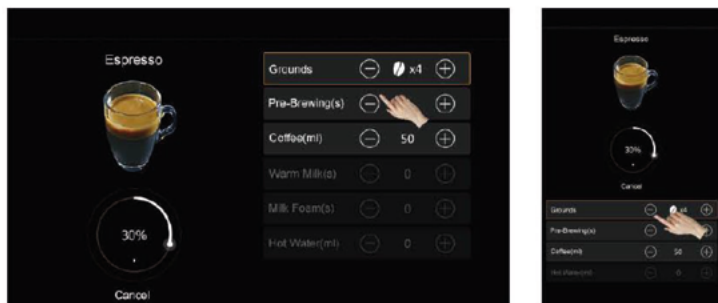 Espresso
Grounds x4
Pre-Brewing(s)
Coffee(ml) 50
Warm Milk(s) 0
Milk Foam(s) 0
Hot Water(ml) 0
30%
Cancel
Espresso
30%
Cancel
Grounds x4
Pre-Brewing(s)
Coffee(ml) 50
Hot Water(ml) 0